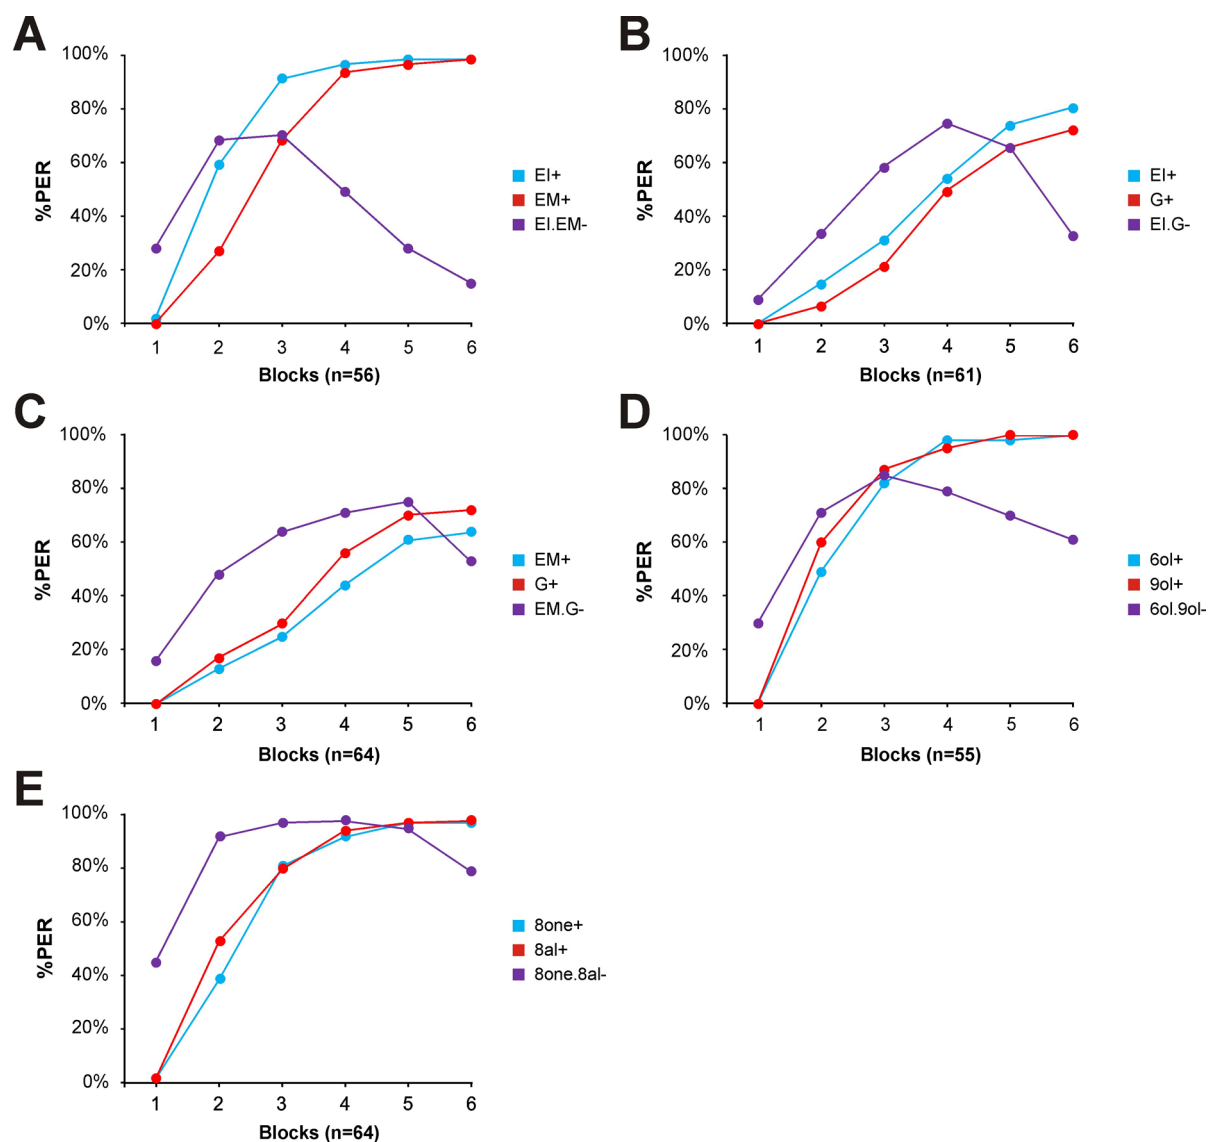 A
%PER
100%
80%
60%
40%
20%
0%
1 2 3 4 5 6
Blocks (n=56)
EI+
EM+
EI.EM-
B
%PER
100%
80%
60%
40%
20%
0%
1 2 3 4 5 6
Blocks (n=61)
EI+
G+
EI.G-
C
%PER
100%
80%
60%
40%
20%
0%
1 2 3 4 5 6
Blocks (n=64)
EM+
G+
EM.G-
D
%PER
100%
80%
60%
40%
20%
0%
1 2 3 4 5 6
Blocks (n=55)
6ol+
9ol+
6ol.9ol-
E
%PER
100%
80%
60%
40%
20%
0%
1 2 3 4 5 6
Blocks (n=64)
8one+
8al+
8one.8al-